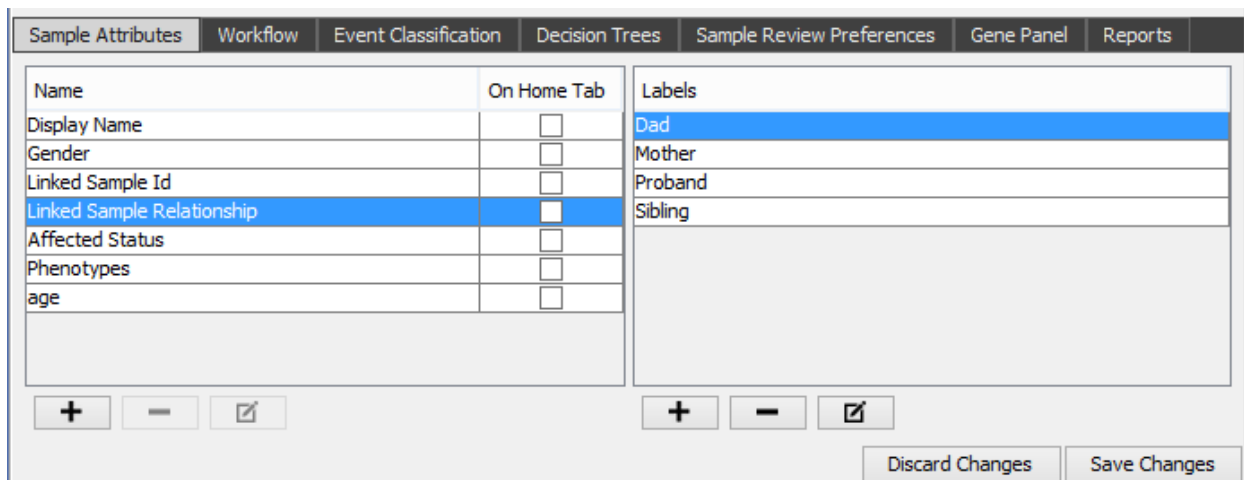 Sample Attributes Workflow Event Classification Decision Trees Sample Review Preferences Gene Panel Reports
Name On Home Tab
Display Name
Gender
Linked Sample Id
Linked Sample Relationship
Affected Status
Phenotypes
age
Labels
Dad
Mother
Proband
Sibling
Discard Changes Save Changes